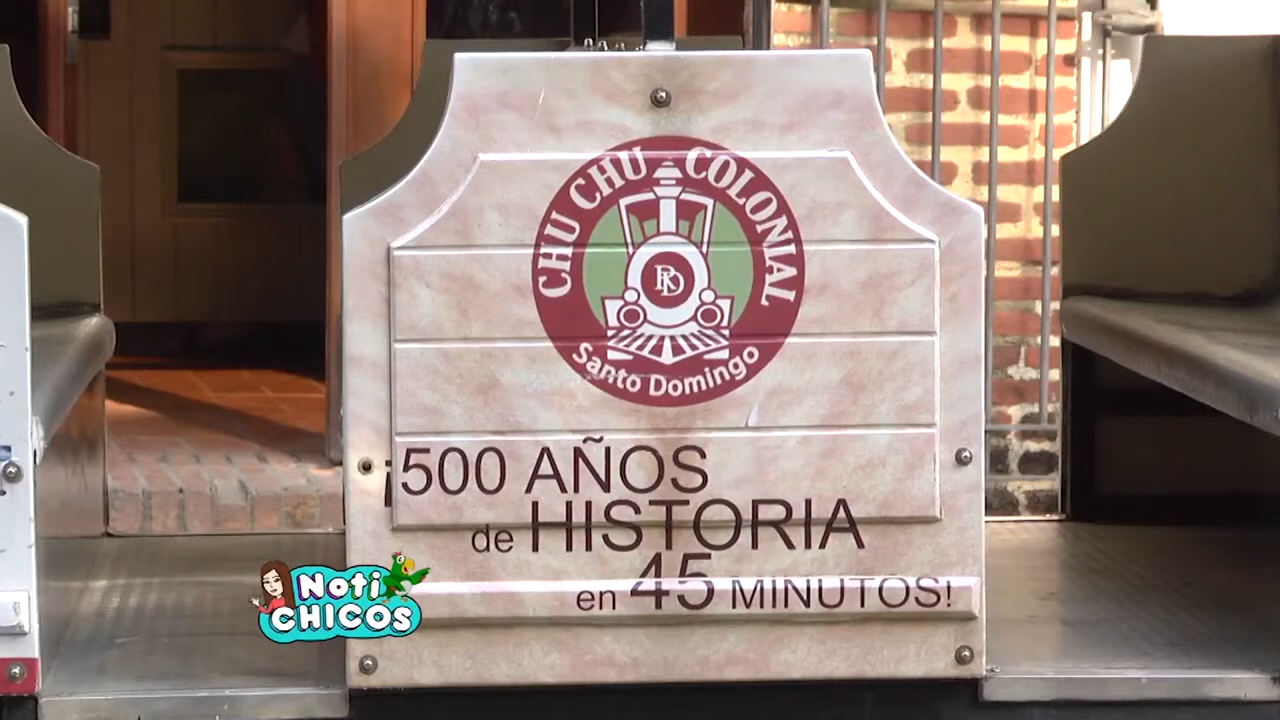 CHU CHU COLONIAL
RD
Santo Domingo
¡500 AÑOS
de HISTORIA
en 45 MINUTOS!
Noti
CHICOS